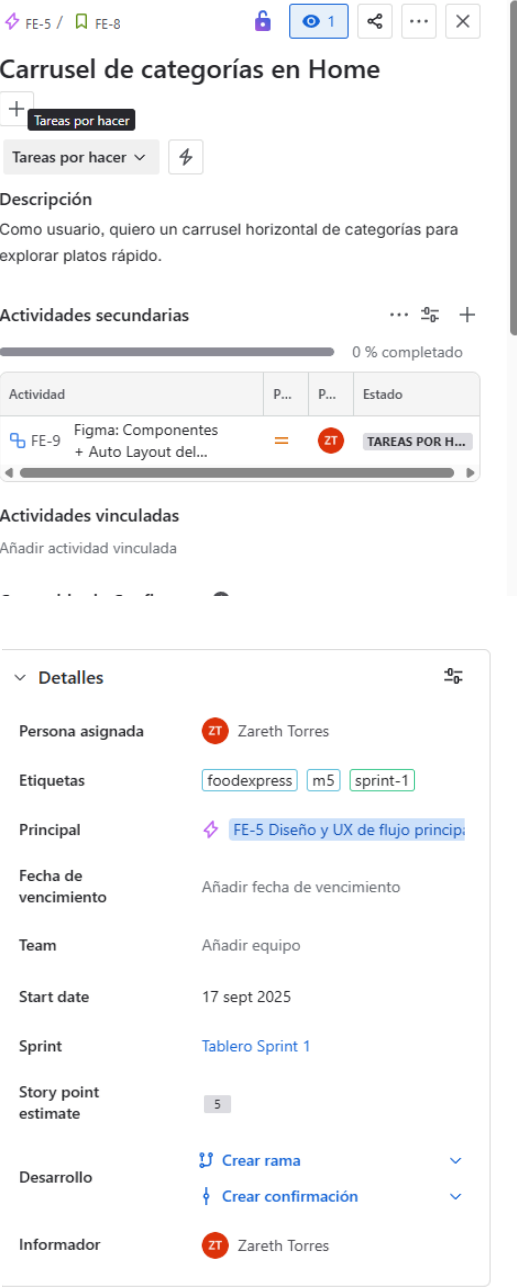 FE-5 / FE-8
1
Carrusel de categorías en Home
Tareas por hacer
Tareas por hacer
Descripción
Como usuario, quiero un carrusel horizontal de categorías para
explorar platos rápido.
Actividades secundarias
0 % completado
Actividad P... P... Estado
FE-9 Figma: Componentes
+ Auto Layout del...
ZT
TAREAS POR H...
Actividades vinculadas
Añadir actividad vinculada
Detalles
Persona asignada ZT Zareth Torres
Etiquetas foodexpress m5 sprint-1
Principal FE-5 Diseño y UX de flujo princip
Fecha de
vencimiento
Añadir fecha de vencimiento
Team Añadir equipo
Start date 17 sept 2025
Sprint Tablero Sprint 1
Story point
estimate
5
Desarrollo
Crear rama
Crear confirmación
Informador ZT Zareth Torres